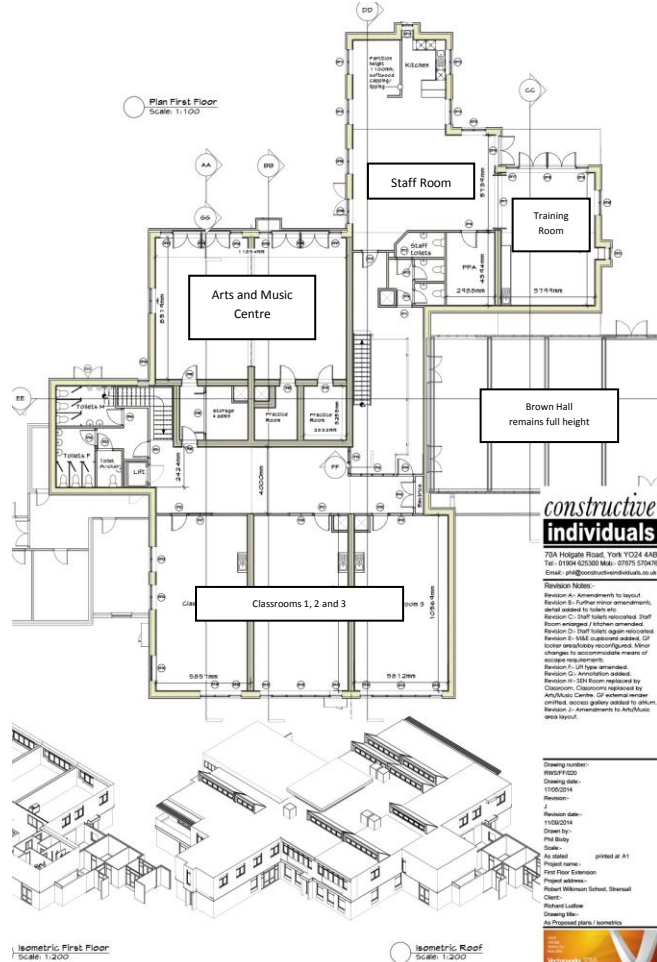 DD
Partition
height
1100mm,
softwood
capping/
lipping
Kitchen
Plan First Floor
Scale: 1:100
GG
AA
BB
GG
Staff Room
Training
Room
Staff
toilets
PPA
2988mm
5799mm
Arts and Music
Centre
EE
Toilets M
Toilets F
Lift
Storage
& admin
Practice
Room
Practice
Room
Brown Hall
remains full height
2424mm
4000mm
FF
Classrooms 1, 2 and 3
5812mm
constructive
individuals
70A Holgate Road, York YO24 4AB
Tel:- 01904 625300 Mob:- 07875 570476
Email:- phil@constructiveindividuals.co.uk
Revision Notes:-
Revision A:- Amendments to layout.
Revision B:- Further minor amendments,
detail added to toilets etc
Revision C:- Staff toilets relocated, Staff
Room enlarged / kitchen amended
Revision D:- Staff toilets again relocated.
Revision E:- M&E cupboard added, GF
locker area/lobby reconfigured. Minor
changes to accommodate means of
escape requirements.
Revision F:- Lift type amended.
Revision G:- Annotation added.
Revision H:- SEN Room replaced by
Classroom, Classrooms replaced by
Arts/Music Centre, GF external render
omitted, access gallery added to atrium.
Revision J:- Amendments to Arts/Music
area layout.
Drawing number:-
RWS/FF/020
Drawing date:-
17/05/2014
Revision:-
J
Revision date:-
11/09/2014
Drawn by:-
Phil Bixby
Scale:-
As stated printed at A1
Project name:-
First Floor Extension
Project address:-
Robert Wilkinson School, Strensall
Client:-
Richard Ludlow
Drawing title:-
As Proposed plans / isometrics
Isometric First Floor
Scale: 1:200
Isometric Roof
Scale: 1:200